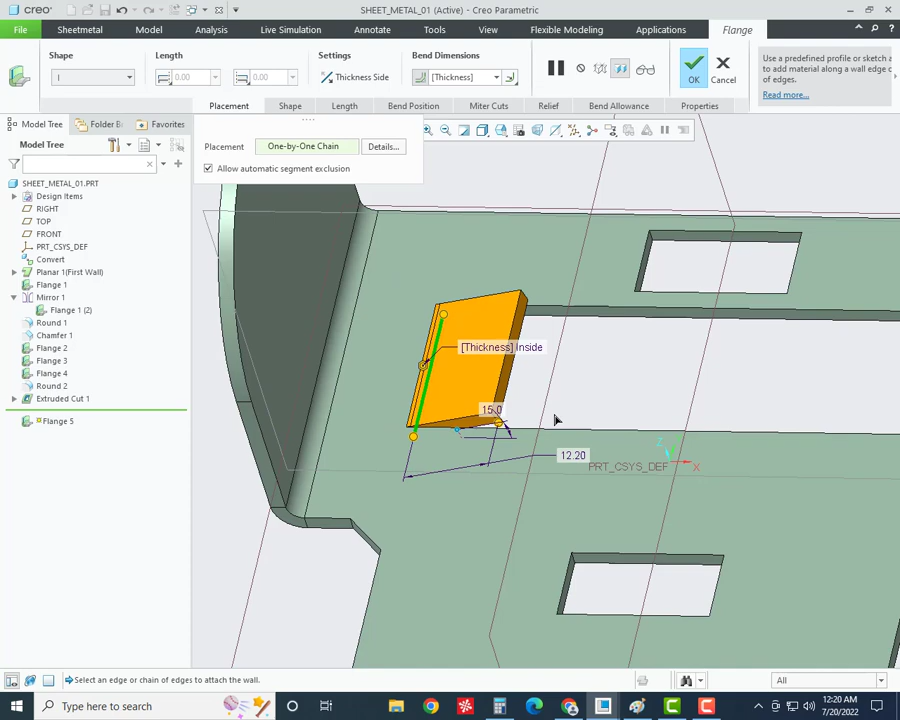 creo
SHEET_METAL_01 (Active) - Creo Parametric
File Sheetmetal Model Analysis Live Simulation Annotate Tools View Flexible Modeling Applications Flange
Shape Length Settings Bend Dimensions
I 0.00 0.00 Thickness Side [Thickness]
OK Cancel
Use a predefined profile or sketch a
to add material along a wall edge o
of edges.
Read more...
Placement Shape Length Bend Position Miter Cuts Relief Bend Allowance Properties
Model Tree Folder B Favorites
Model Tree
Placement One-by-One Chain Details...
Allow automatic segment exclusion
SHEET_METAL_01.PRT
Design Items
RIGHT
TOP
FRONT
PRT_CSYS_DEF
Convert
Planar 1(First Wall)
Flange 1
Mirror 1
Flange 1 (2)
Round 1
Chamfer 1
Flange 2
Flange 3
Flange 4
Round 2
Extruded Cut 1
Flange 5
[Thickness] Inside
15.0
12.20
Z
PRT_CSYS_DEF X
Select an edge or chain of edges to attach the wall.
All
Type here to search
12:20 AM
7/20/2022